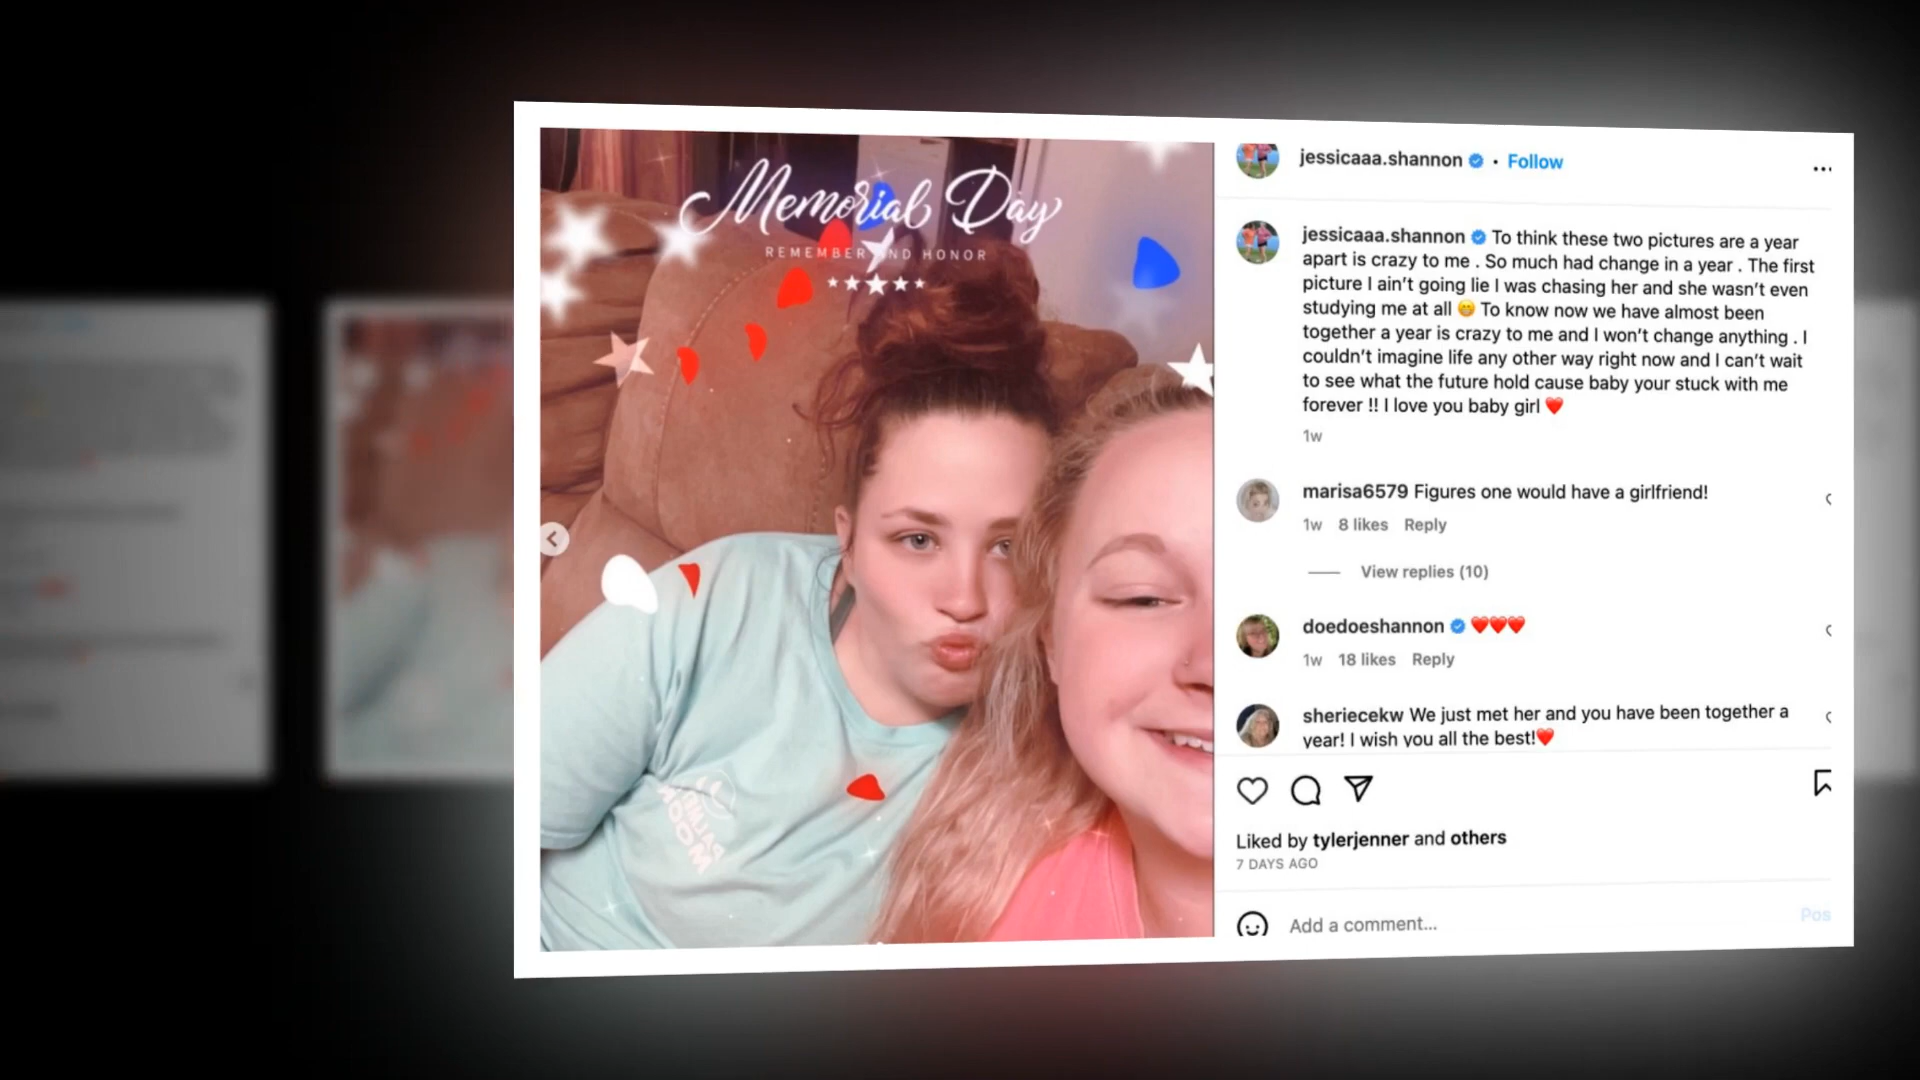 Memorial Day
REMEMBER AND HONOR
jessicaaa.shannon • Follow
jessicaaa.shannon To think these two pictures are a year
apart is crazy to me . So much had change in a year . The first
picture I ain’t going lie I was chasing her and she wasn’t even
studying me at all 😁 To know now we have almost been
together a year is crazy to me and I won’t change anything . I
couldn’t imagine life any other way right now and I can’t wait
to see what the future hold cause baby your stuck with me
forever !! I love you baby girl ❤️
1w
marisa6579 Figures one would have a girlfriend!
1w 8 likes Reply
View replies (10)
doedoeshannon ❤️❤️❤️
1w 18 likes Reply
sheriecekw We just met her and you have been together a
year! I wish you all the best!❤️
Liked by tylerjenner and others
7 DAYS AGO
Add a comment...
Pos